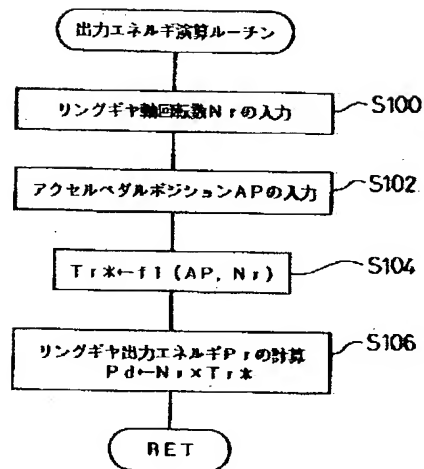 出力エネルギ演算ルーチン
リングギヤ軸回転数Nrの入力
S100
アクセルペダルポジションAPの入力
S102
Tr*←f1(AP,Nr)
S104
リングギヤ出力エネルギPrの計算
Pd←Nr×Tr*
S106
RET